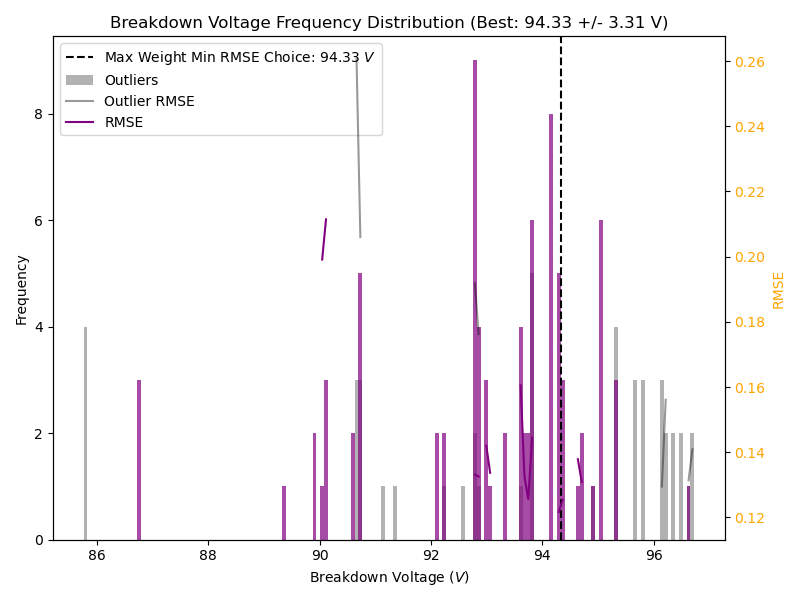 Breakdown Voltage Frequency Distribution (Best: 94.33 +/- 3.31 V)
Max Weight Min RMSE Choice: 94.33 V
Outliers
Outlier RMSE
RMSE
Frequency
8
6
4
2
0
0.26
0.24
0.22
0.20
0.18
0.16
0.14
0.12
RMSE
86 88 90 92 94 96
Breakdown Voltage (V)